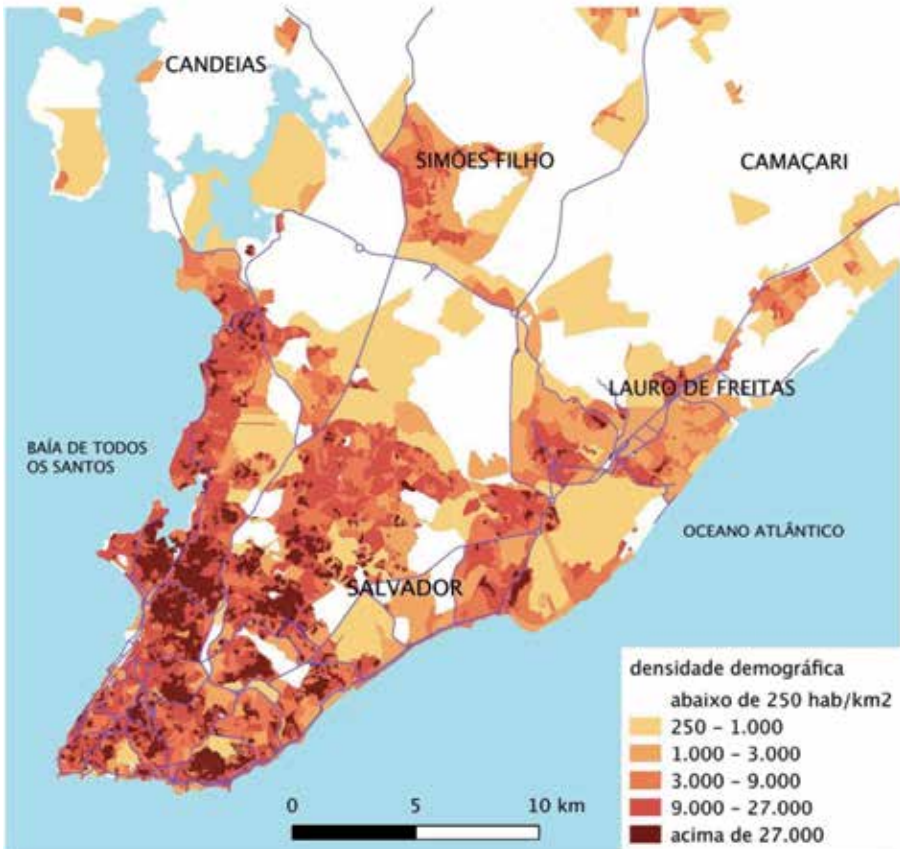 CANDEIAS
SIMÕES FILHO
CAMAÇARI
LAURO DE FREITAS
BAÍA DE TODOS
OS SANTOS
OCEANO ATLÂNTICO
SALVADOR
densidade demográfica
abaixo de 250 hab/km2
250 – 1.000
1.000 – 3.000
3.000 – 9.000
9.000 – 27.000
acima de 27.000
0 5 10 km